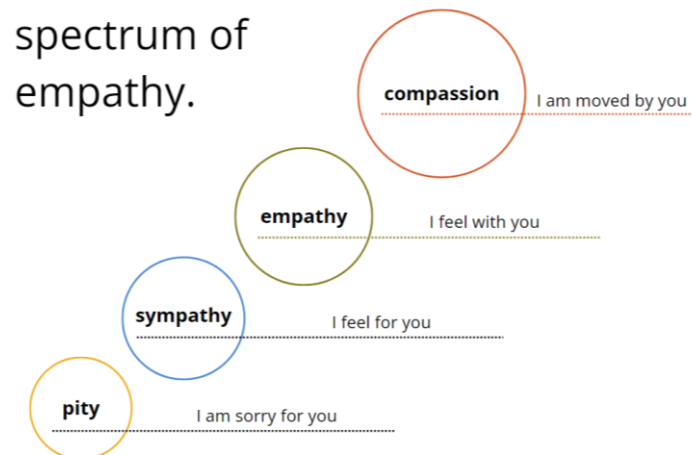 spectrum of
empathy.
compassion
I am moved by you
empathy
I feel with you
sympathy
I feel for you
pity
I am sorry for you